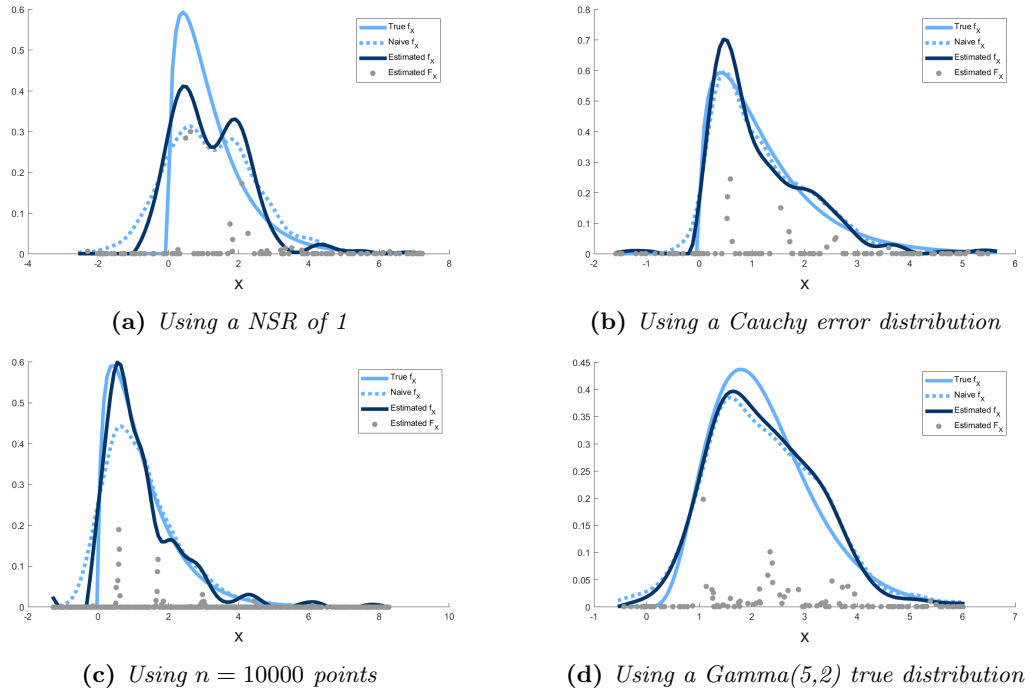 0.6
0.5
0.4
0.3
0.2
0.1
0
-4
-2
0
2
4
6
8
X
True f_X
Naive f_X
Estimated f_X
Estimated F_X
(a) Using a NSR of 1
0.8
0.7
0.6
0.5
0.4
0.3
0.2
0.1
0
-2
-1
0
1
2
3
4
5
6
X
True f_X
Naive f_X
Estimated f_X
Estimated F_X
(b) Using a Cauchy error distribution
0.6
0.5
0.4
0.3
0.2
0.1
0
-2
0
2
4
6
8
10
X
True f_X
Naive f_X
Estimated f_X
Estimated F_X
(c) Using n = 10000 points
0.45
0.4
0.35
0.3
0.25
0.2
0.15
0.1
0.05
0
-1
0
1
2
3
4
5
6
7
X
True f_X
Naive f_X
Estimated f_X
Estimated F_X
(d) Using a Gamma(5,2) true distribution